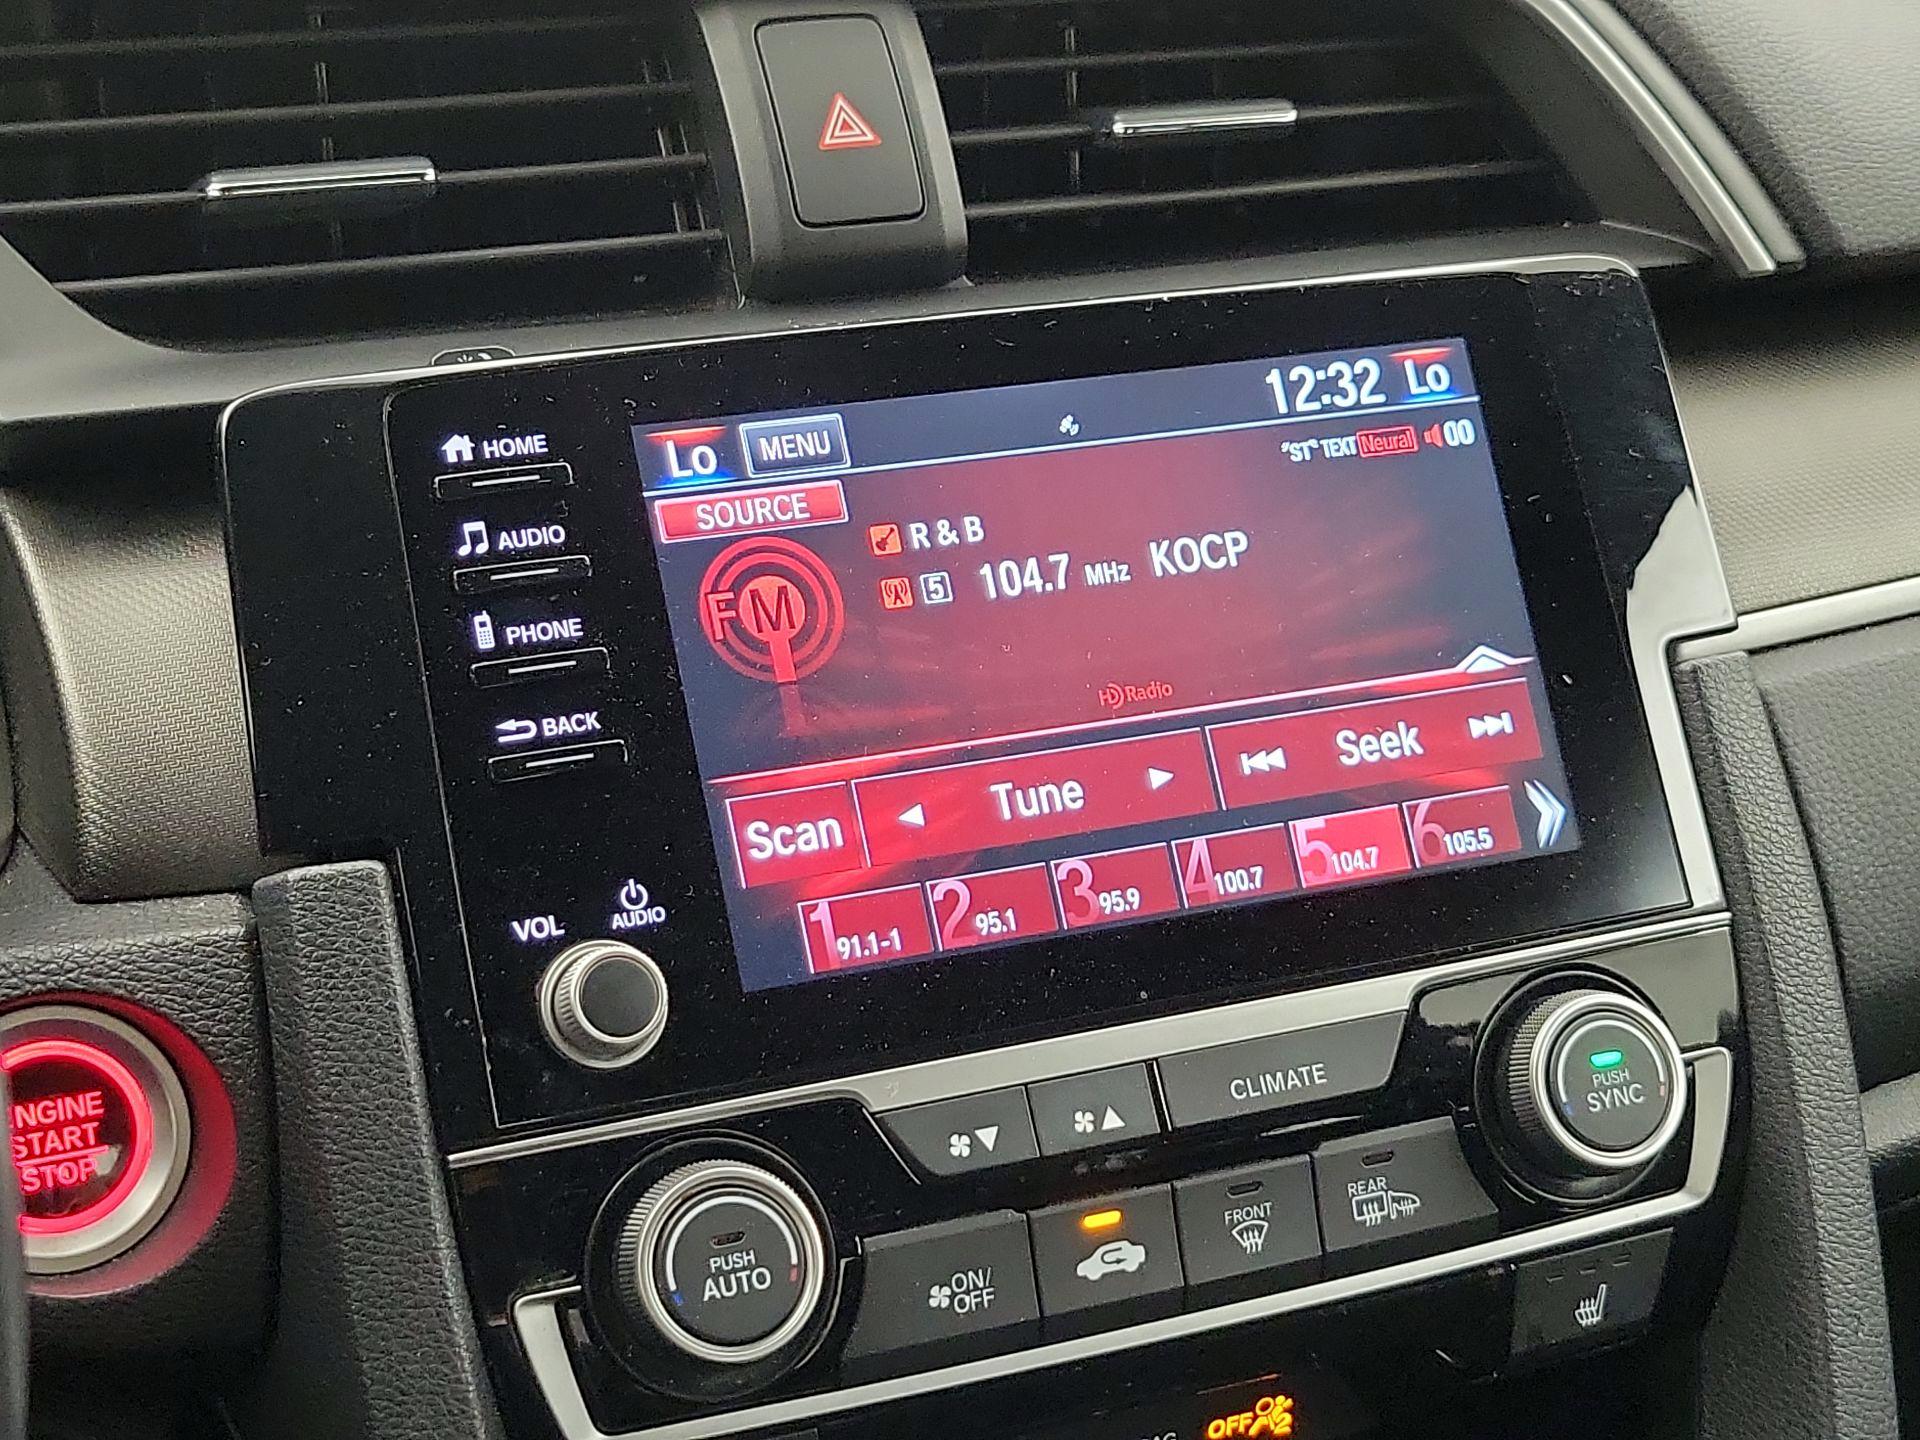 HOME
AUDIO
PHONE
BACK
VOL
AUDIO
Lo
MENU
12:32
Lo
"ST" TEXT Neural 00
SOURCE
R & B
FM
5 104.7 MHz KOCP
HD Radio
Scan
Tune
Seek
1 91.1-1
2 95.1
3 95.9
4 100.7
5 104.7
6 105.5
ENGINE
START
STOP
CLIMATE
PUSH
SYNC
PUSH
AUTO
ON/
OFF
FRONT
REAR
OFF
2